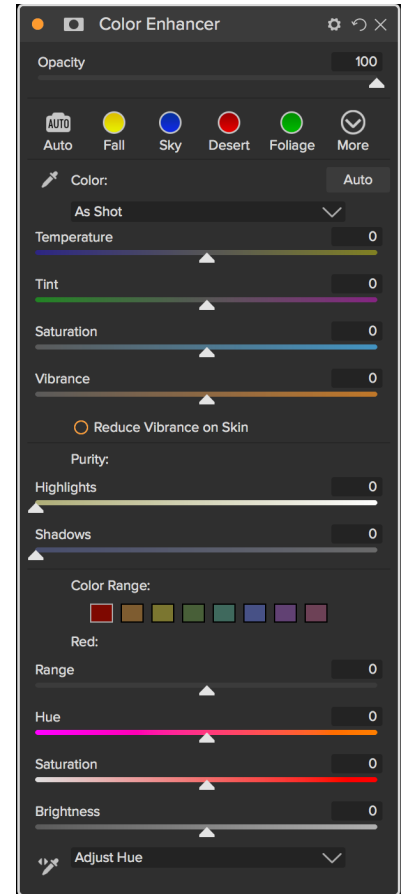 Color Enhancer
Opacity 100
AUTO
Auto Fall Sky Desert Foliage More
Color: Auto
As Shot
Temperature 0
Tint 0
Saturation 0
Vibrance 0
Reduce Vibrance on Skin
Purity:
Highlights 0
Shadows 0
Color Range:
Red:
Range 0
Hue 0
Saturation 0
Brightness 0
Adjust Hue